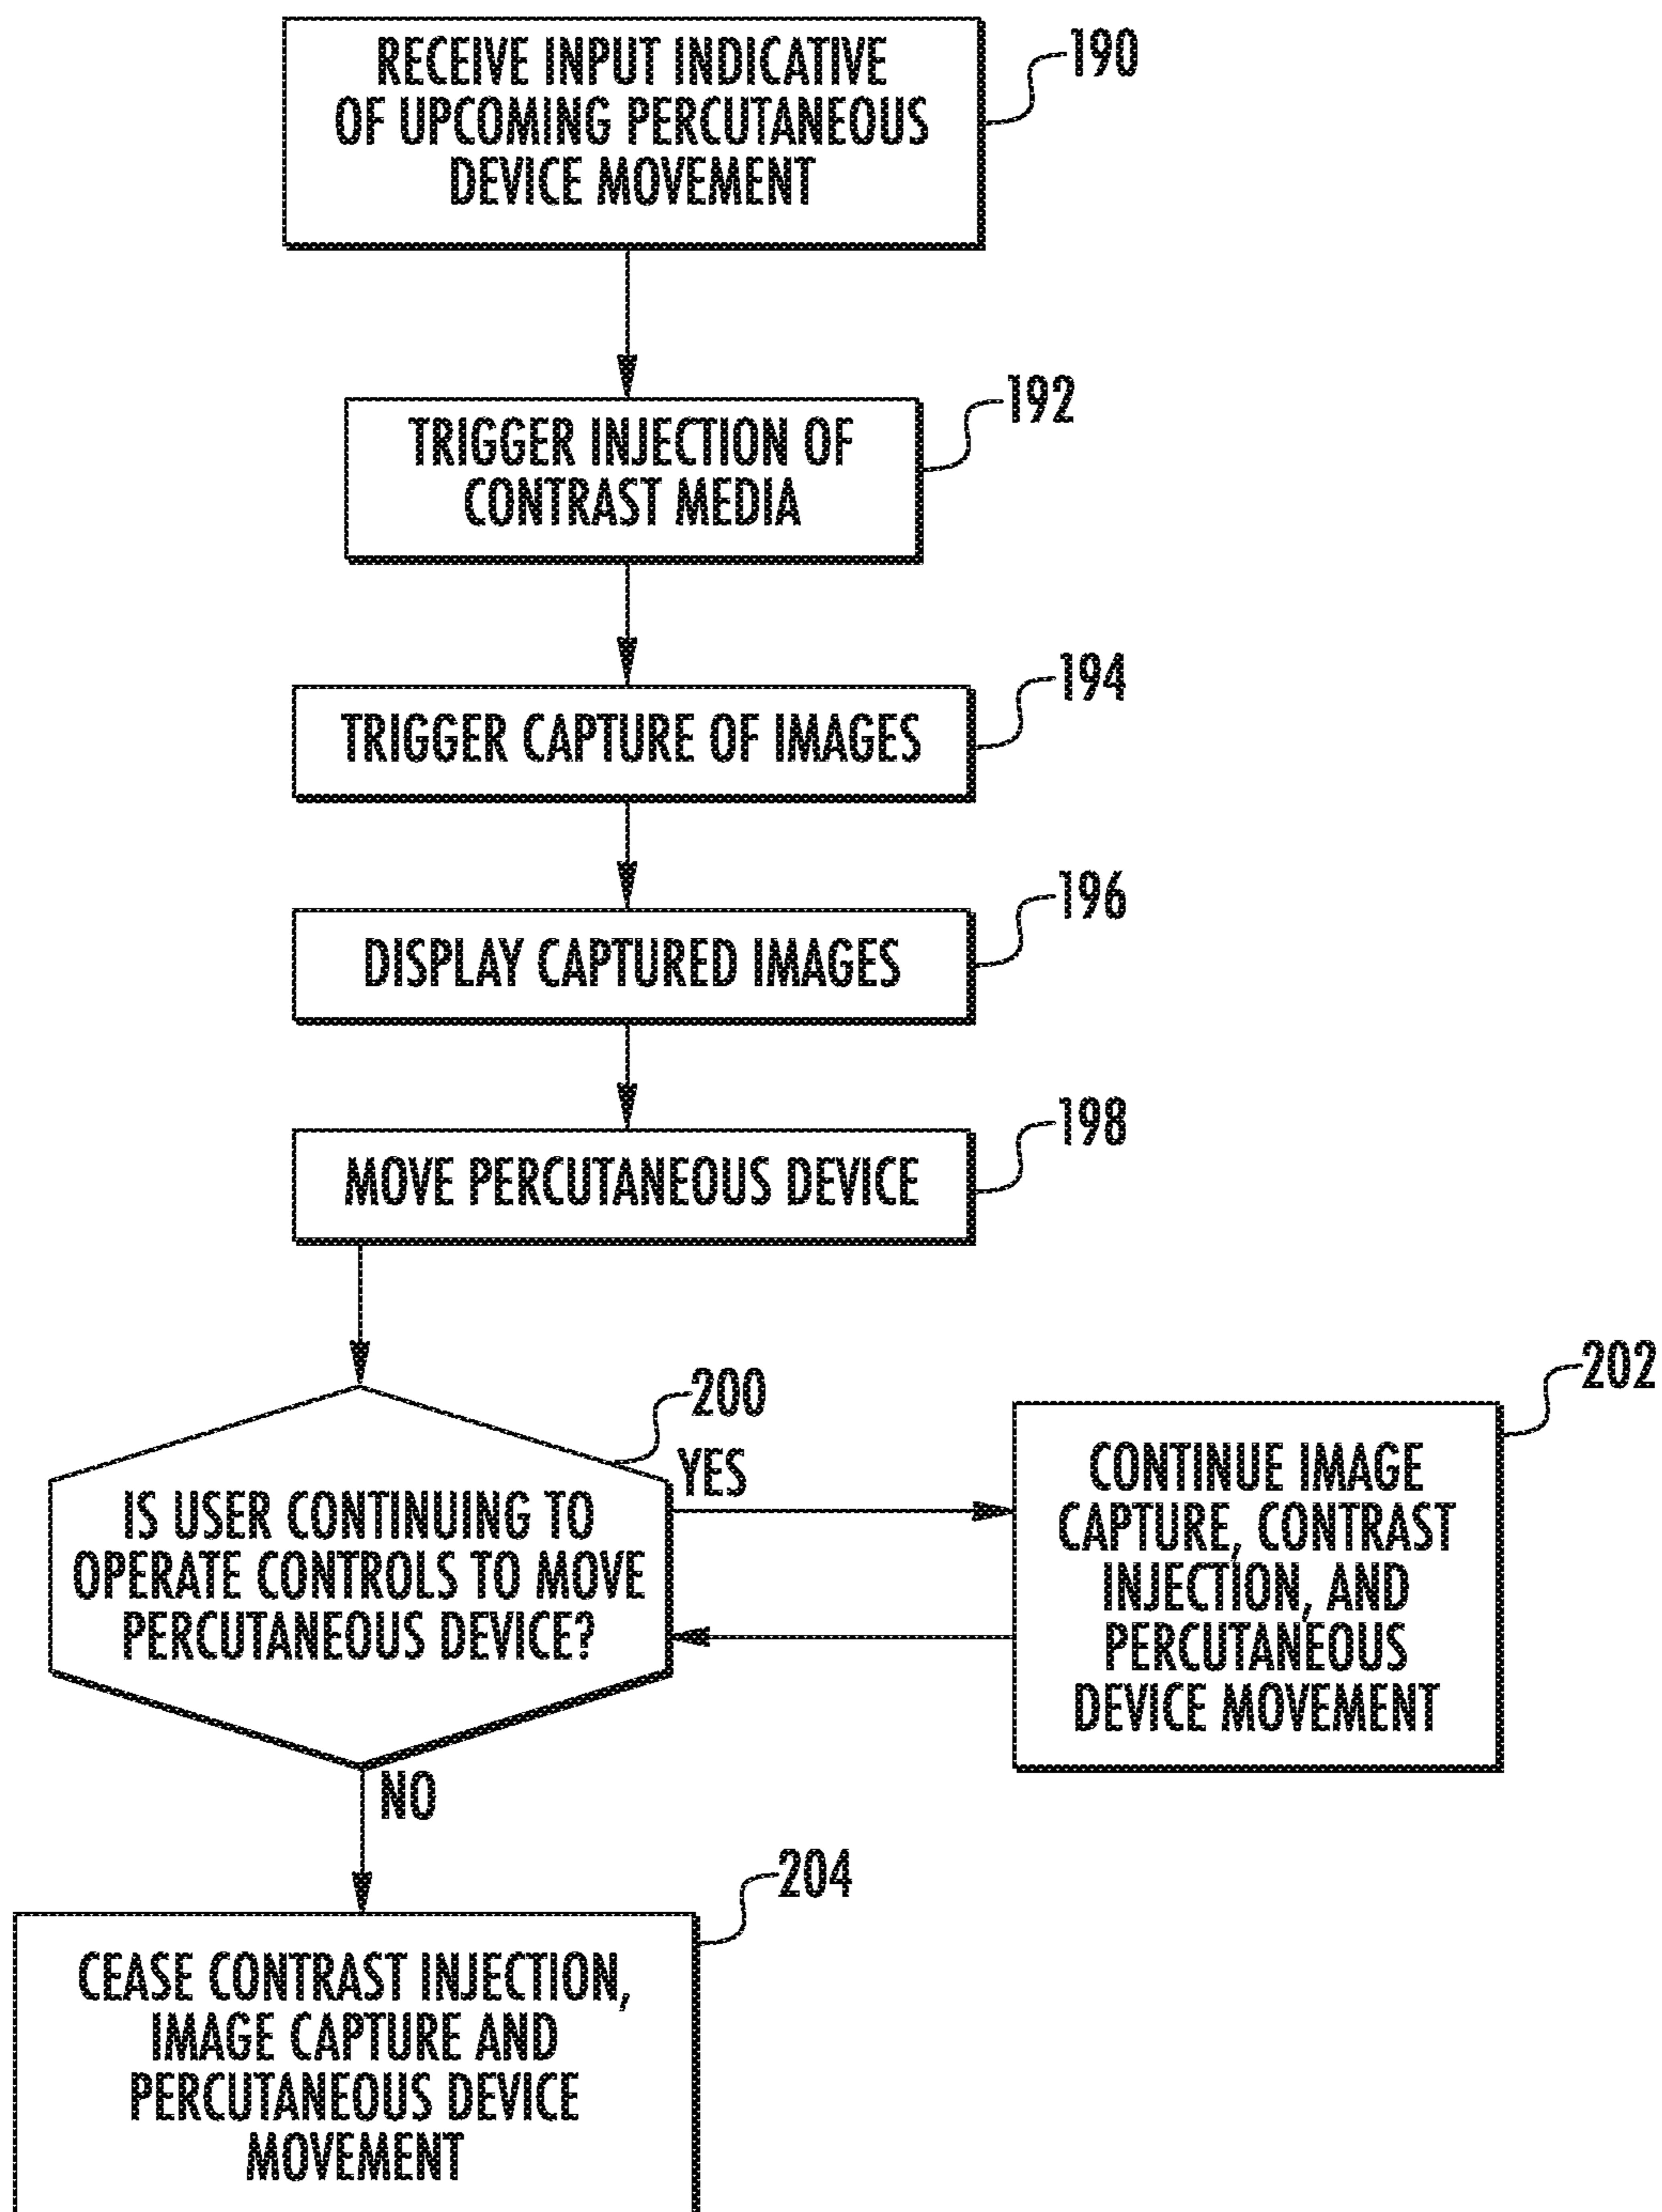 RECEIVE INPUT INDICATIVE
OF UPCOMING PERCUTANEOUS
DEVICE MOVEMENT
190
TRIGGER INJECTION OF
CONTRAST MEDIA
192
TRIGGER CAPTURE OF IMAGES
194
DISPLAY CAPTURED IMAGES
196
MOVE PERCUTANEOUS DEVICE
198
IS USER CONTINUING TO
OPERATE CONTROLS TO MOVE
PERCUTANEOUS DEVICE?
200
YES
CONTINUE IMAGE
CAPTURE, CONTRAST
INJECTION, AND
PERCUTANEOUS
DEVICE MOVEMENT
202
NO
CEASE CONTRAST INJECTION,
IMAGE CAPTURE AND
PERCUTANEOUS DEVICE
MOVEMENT
204